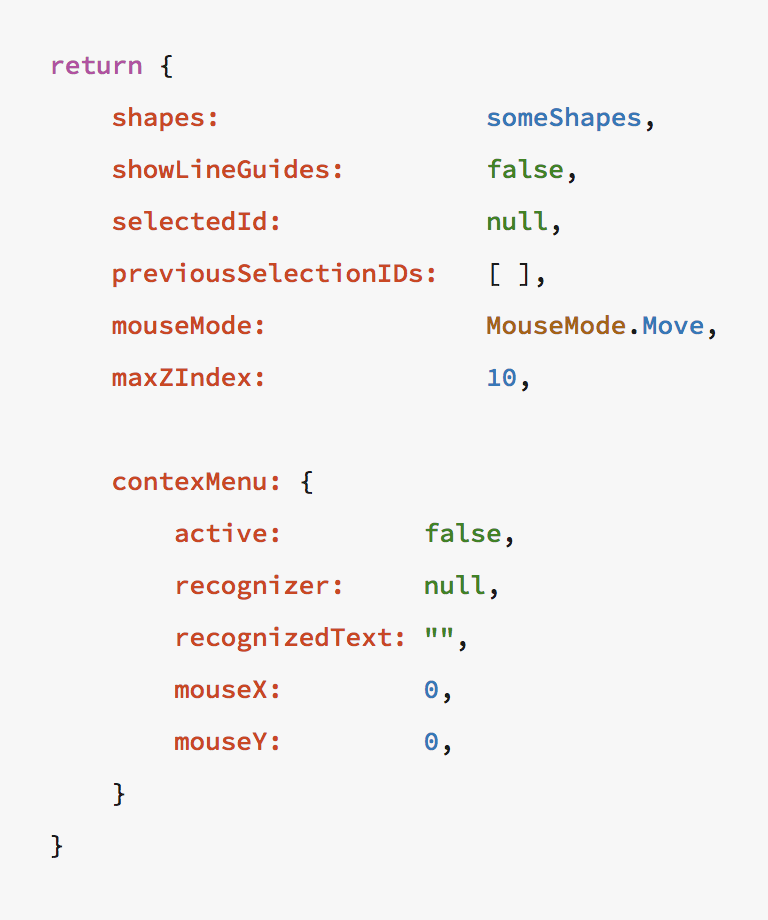 return {
    shapes:                 someShapes,
    showLineGuides:         false,
    selectedId:             null,
    previousSelectionIDs:   [ ],
    mouseMode:              MouseMode.Move,
    maxZIndex:              10,

    contexMenu: {
        active:         false,
        recognizer:     null,
        recognizedText: "",
        mouseX:         0,
        mouseY:         0,
    }
}